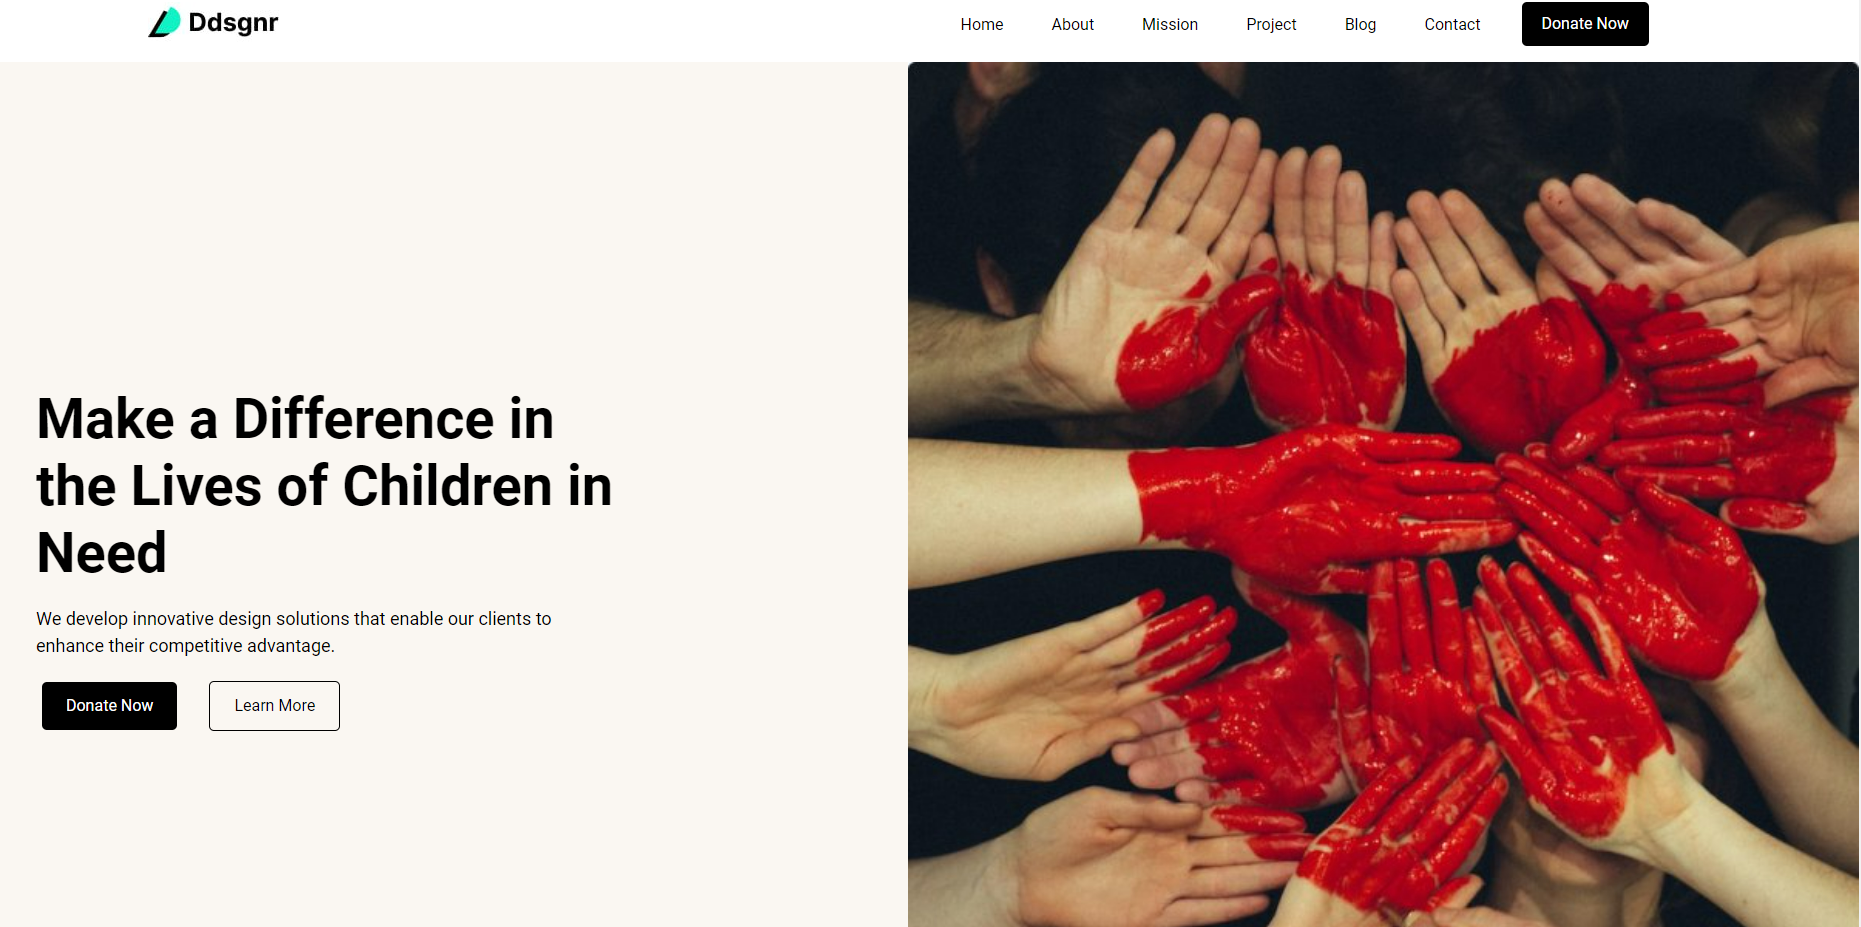 Ddsgnr
Home About Mission Project Blog Contact Donate Now
Make a Difference in
the Lives of Children in
Need
We develop innovative design solutions that enable our clients to
enhance their competitive advantage.
Donate Now Learn More